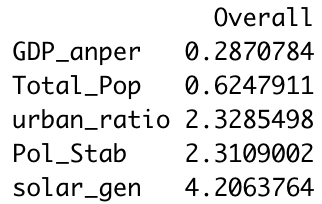 Overall
GDP_anper 0.2870784
Total_Pop 0.6247911
urban_ratio 2.3285498
Pol_Stab 2.3109002
solar_gen 4.2063764